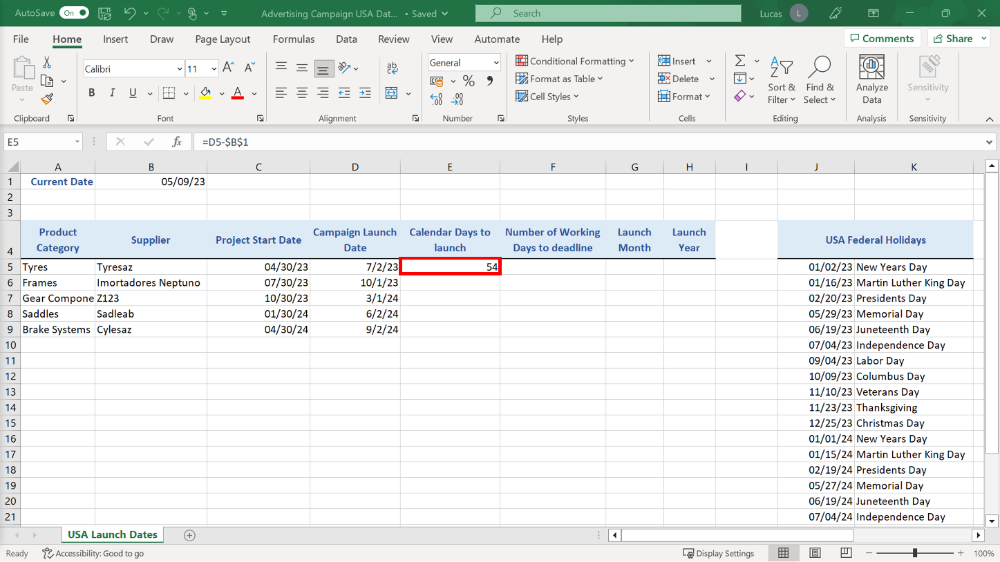 AutoSave On Advertising Campaign USA Dat... • Saved Search Lucas L
File Home Insert Draw Page Layout Formulas Data Review View Automate Help Comments Share
Paste Calibri 11 A A ab General Conditional Formatting Insert Σ A Z Sort & Filter Find & Select Analyze Data Sensitivity
B I U A % , Format as Table Delete
.00 .00 Cell Styles Format
Clipboard Font Alignment Number Styles Cells Editing Analysis Sensitivity
E5 fx =D5-$B$1
A B C D E F G H I J K
1 Current Date 05/09/23
2
3
4 Product Category Supplier Project Start Date Campaign Launch Date Calendar Days to launch Number of Working Days to deadline Launch Month Launch Year USA Federal Holidays
5 Tyres Tyresaz 04/30/23 7/2/23 54 01/02/23 New Years Day
6 Frames Imortadores Neptuno 07/30/23 10/1/23 01/16/23 Martin Luther King Day
7 Gear Compone Z123 10/30/23 3/1/24 02/20/23 Presidents Day
8 Saddles Sadleab 01/30/24 6/2/24 05/29/23 Memorial Day
9 Brake Systems Cylesaz 04/30/24 9/2/24 06/19/23 Juneteenth Day
10 07/04/23 Independence Day
11 09/04/23 Labor Day
12 10/09/23 Columbus Day
13 11/10/23 Veterans Day
14 11/23/23 Thanksgiving
15 12/25/23 Christmas Day
16 01/01/24 New Years Day
17 01/15/24 Martin Luther King Day
18 02/19/24 Presidents Day
19 05/27/24 Memorial Day
20 06/19/24 Juneteenth Day
21 07/04/24 Independence Day
USA Launch Dates
Ready Accessibility: Good to go Display Settings 100%